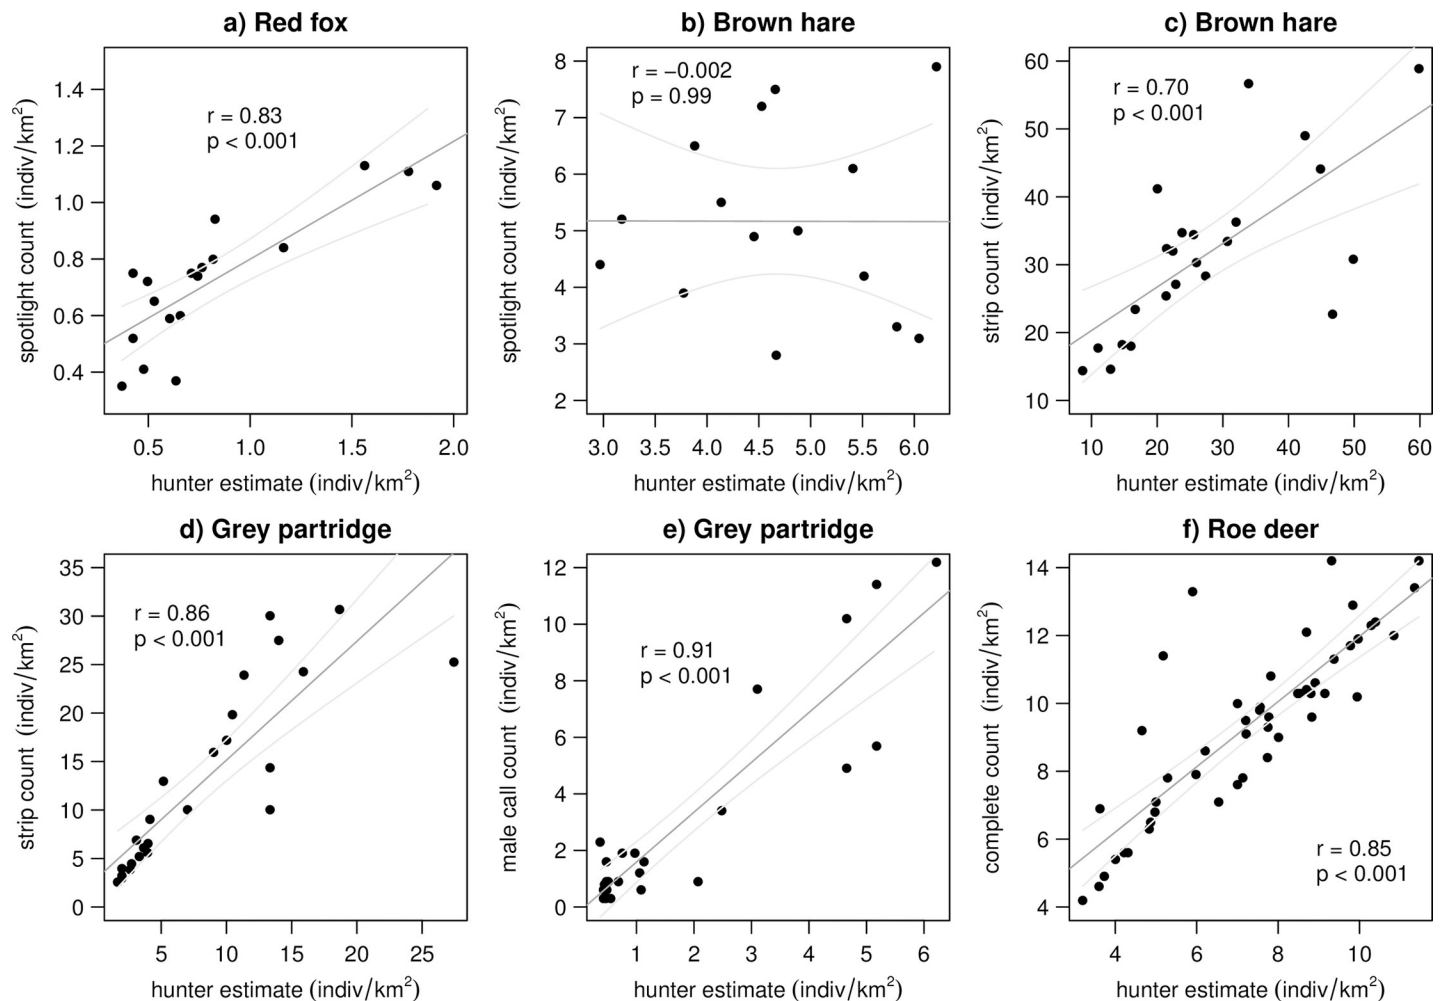 a) Red fox
r = 0.83
p < 0.001
1.4
1.2
1.0
0.8
0.6
0.4
spotlight count (indiv/km²)
0.5 1.0 1.5 2.0
hunter estimate (indiv/km²)
b) Brown hare
r = −0.002
p = 0.99
8
7
6
5
4
3
2
spotlight count (indiv/km²)
3.0 3.5 4.0 4.5 5.0 5.5 6.0
hunter estimate (indiv/km²)
c) Brown hare
r = 0.70
p < 0.001
60
50
40
30
20
10
strip count (indiv/km²)
10 20 30 40 50 60
hunter estimate (indiv/km²)
d) Grey partridge
r = 0.86
p < 0.001
35
30
25
20
15
10
5
0
strip count (indiv/km²)
5 10 15 20 25
hunter estimate (indiv/km²)
e) Grey partridge
r = 0.91
p < 0.001
12
10
8
6
4
2
0
male call count (indiv/km²)
1 2 3 4 5 6
hunter estimate (indiv/km²)
f) Roe deer
14
12
10
8
6
4
complete count (indiv/km²)
r = 0.85
p < 0.001
4 6 8 10
hunter estimate (indiv/km²)